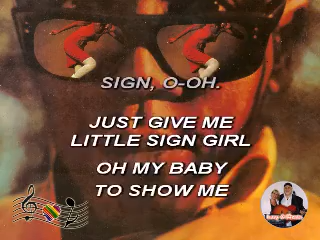 SIGN, O-OH.
JUST GIVE ME
LITTLE SIGN GIRL
OH MY BABY
TO SHOW ME